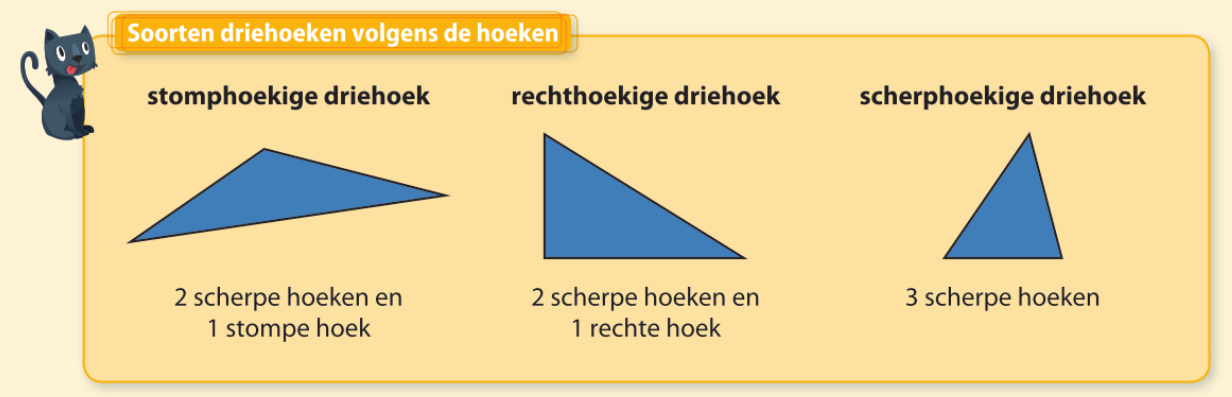 Soorten driehoeken volgens de hoeken
stomphoekige driehoek
rechthoekige driehoek
scherphoekige driehoek
2 scherpe hoeken en
1 stompe hoek
2 scherpe hoeken en
1 rechte hoek
3 scherpe hoeken